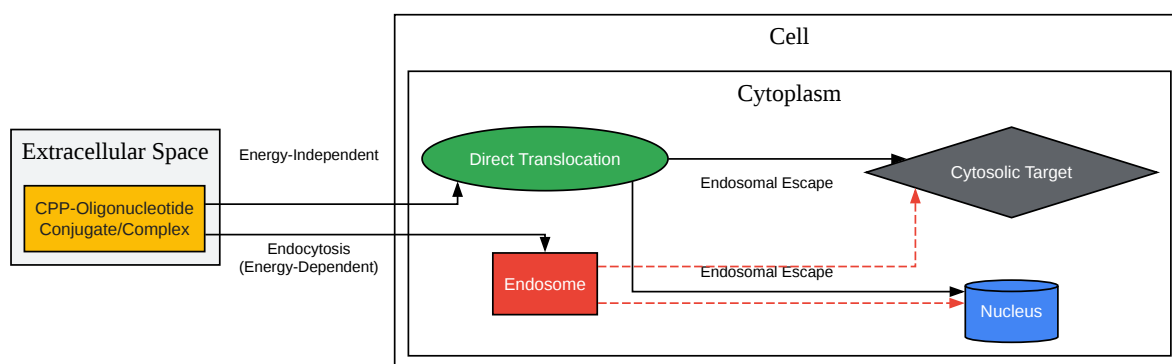 Cell
Cytoplasm
Extracellular Space
Energy-Independent
Direct Translocation
Endosomal Escape
Cytosolic Target
CPP-Oligonucleotide
Conjugate/Complex
Endocytosis
(Energy-Dependent)
Endosome
Endosomal Escape
Nucleus